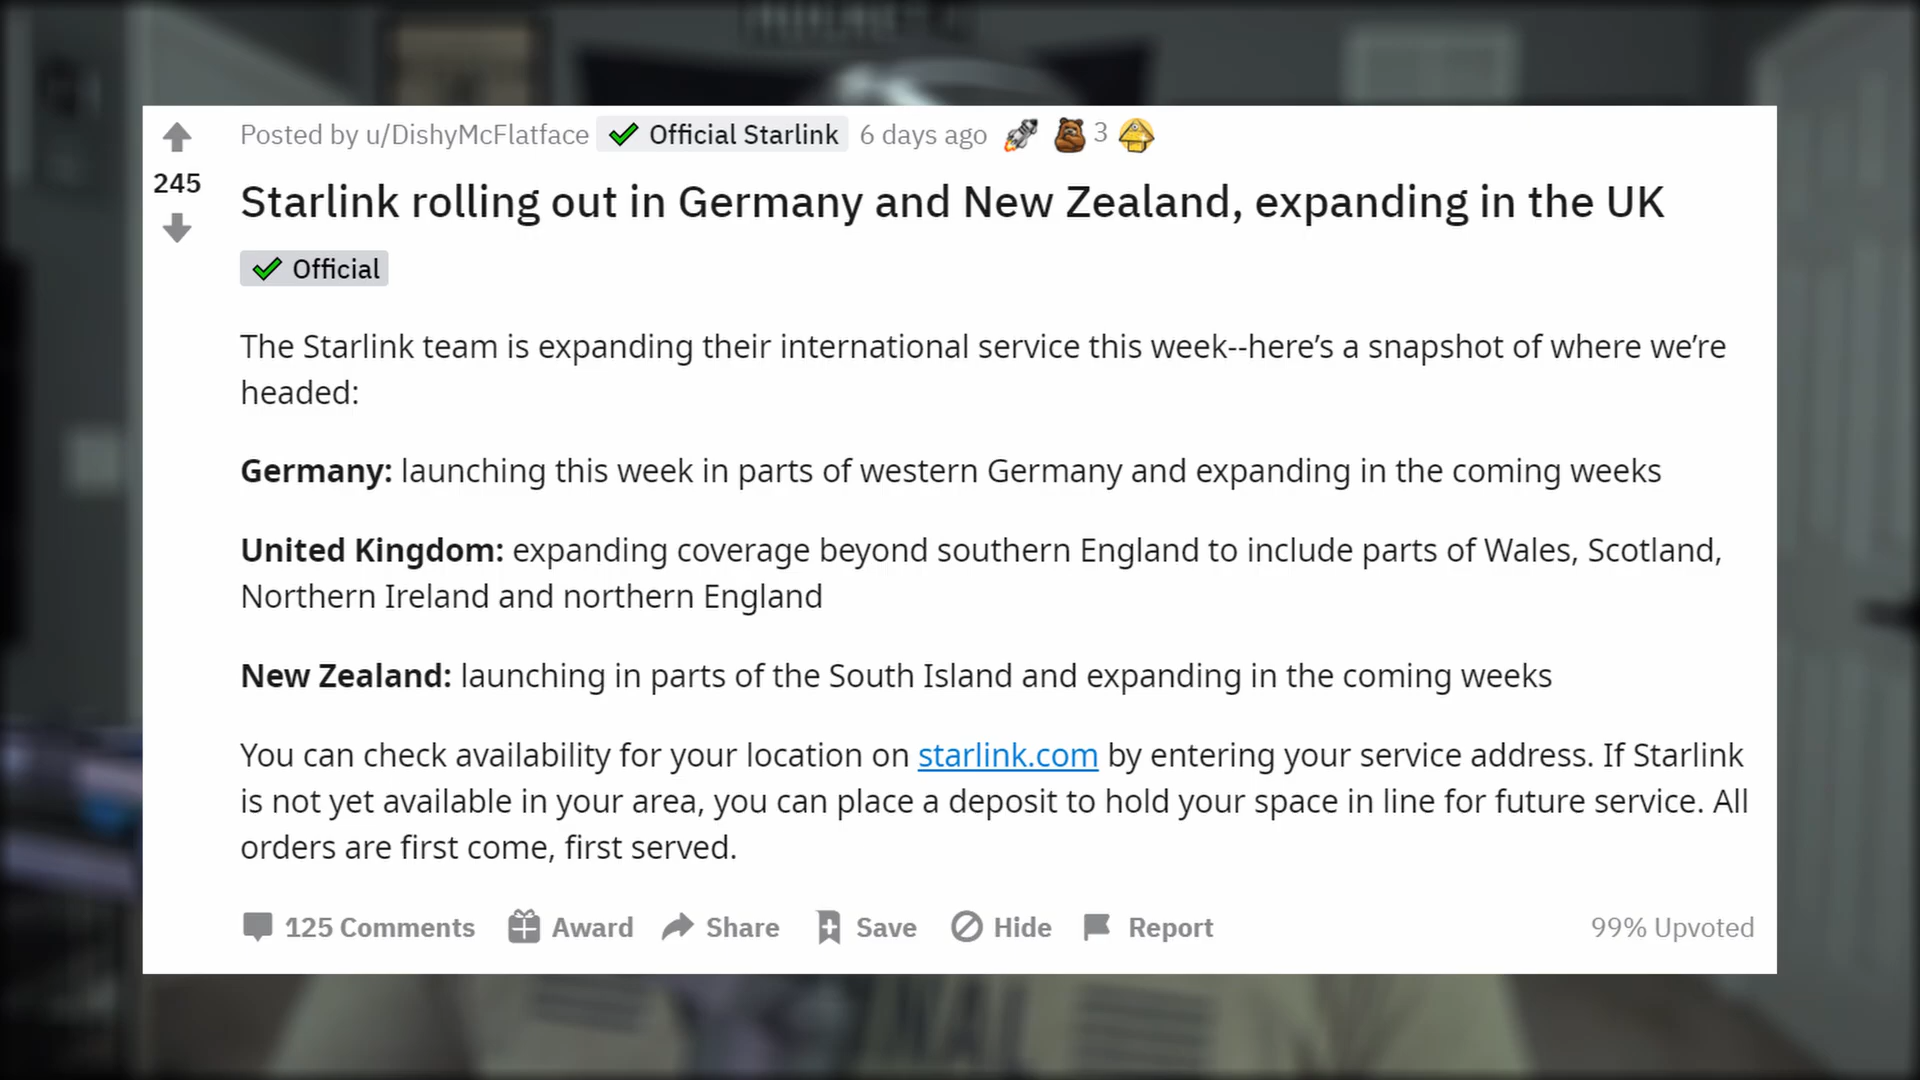 Posted by u/DishyMcFlatface Official Starlink 6 days ago 3
245
Starlink rolling out in Germany and New Zealand, expanding in the UK
Official
The Starlink team is expanding their international service this week--here’s a snapshot of where we’re
headed:
Germany: launching this week in parts of western Germany and expanding in the coming weeks
United Kingdom: expanding coverage beyond southern England to include parts of Wales, Scotland,
Northern Ireland and northern England
New Zealand: launching in parts of the South Island and expanding in the coming weeks
You can check availability for your location on starlink.com by entering your service address. If Starlink
is not yet available in your area, you can place a deposit to hold your space in line for future service. All
orders are first come, first served.
125 Comments Award Share Save Hide Report 99% Upvoted